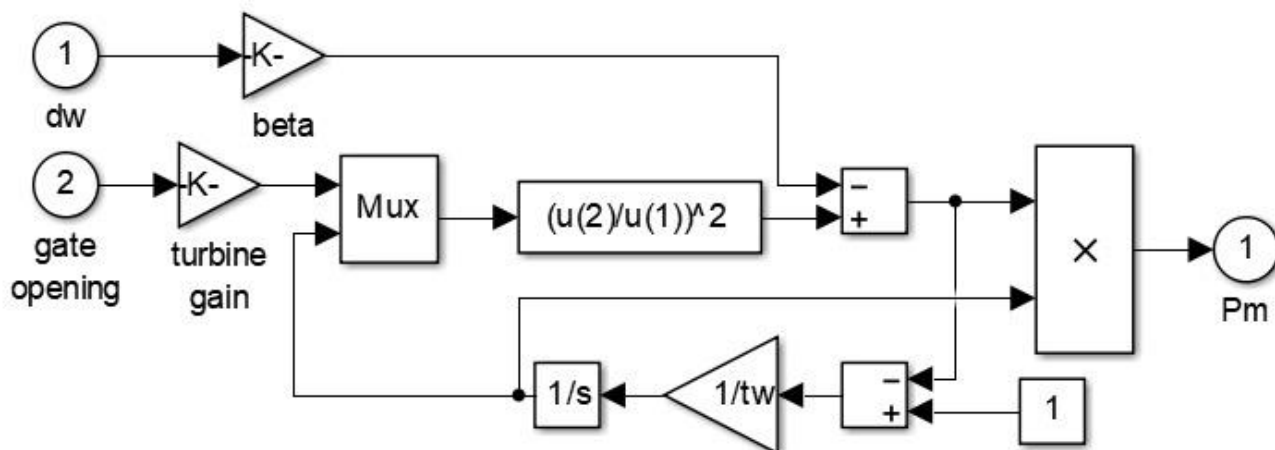 1
-K-
dw
beta
2
-K-
gate
opening
turbine
gain
Mux
(u(2)/u(1))^2
−
+
×
1
Pm
1/s
1/tw
−
+
1